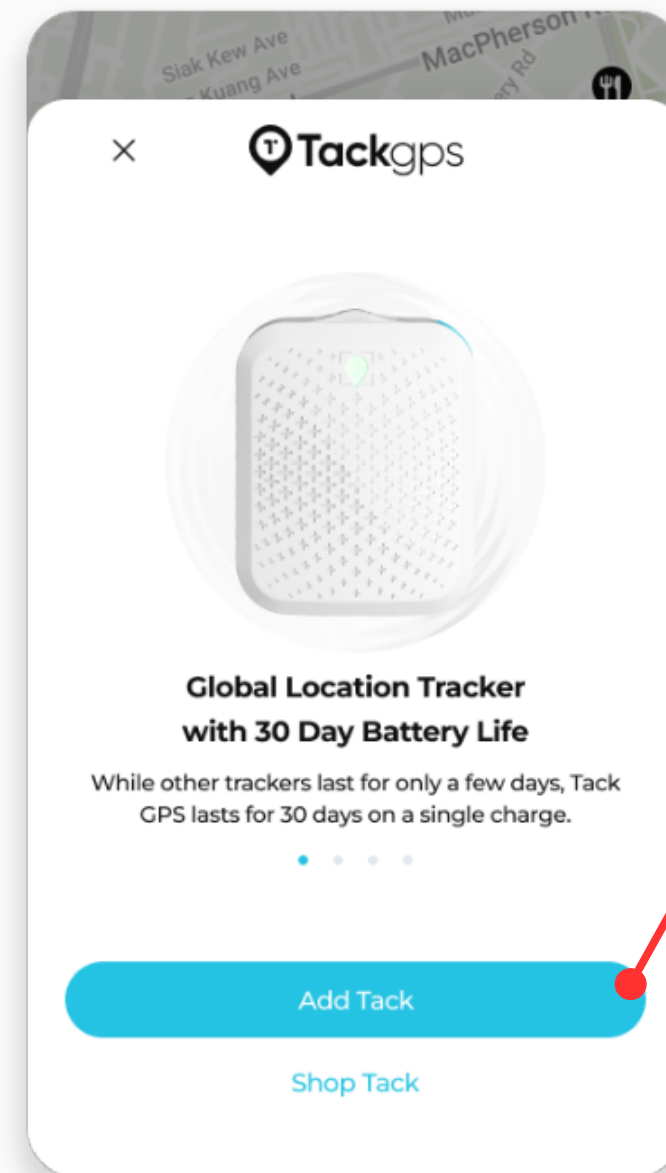 Siak Kew Ave
Kuang Ave
MacPherson
Rd
Tackgps
Global Location Tracker
with 30 Day Battery Life
While other trackers last for only a few days, Tack
GPS lasts for 30 days on a single charge.
Add Tack
Shop Tack